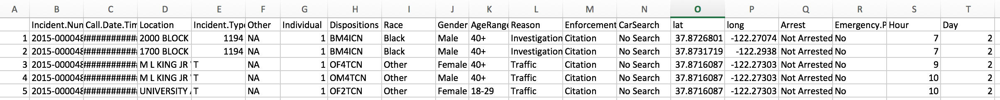 A B C D E F G H I J K L M N O P Q R S T
Incident.Nun Call.Date.Tim Location Incident.Type Other Individual Dispositions Race Gender AgeRange Reason Enforcement CarSearch lat long Arrest Emergency.P Hour Day
1 2015-000048 ############ 2000 BLOCK 1194 NA 1 BM4ICN Black Male 40+ Investigation Citation No Search 37.8726801 -122.27074 Not Arrested No 7 2
2 2015-000048 ############ 1700 BLOCK 1194 NA 1 BM4ICN Black Male 40+ Investigation Citation No Search 37.8731719 -122.2938 Not Arrested No 7 2
3 2015-000048 ############ M L KING JR T NA 1 OF4TCN Other Female 40+ Traffic Citation No Search 37.8716087 -122.27303 Not Arrested No 9 2
4 2015-000048 ############ M L KING JR T NA 1 OM4TCN Other Male 40+ Traffic Citation No Search 37.8716087 -122.27303 Not Arrested No 10 2
5 2015-000048 ############ UNIVERSITY T NA 1 OF2TCN Other Female 18-29 Traffic Citation No Search 37.8716087 -122.27303 Not Arrested No 10 2